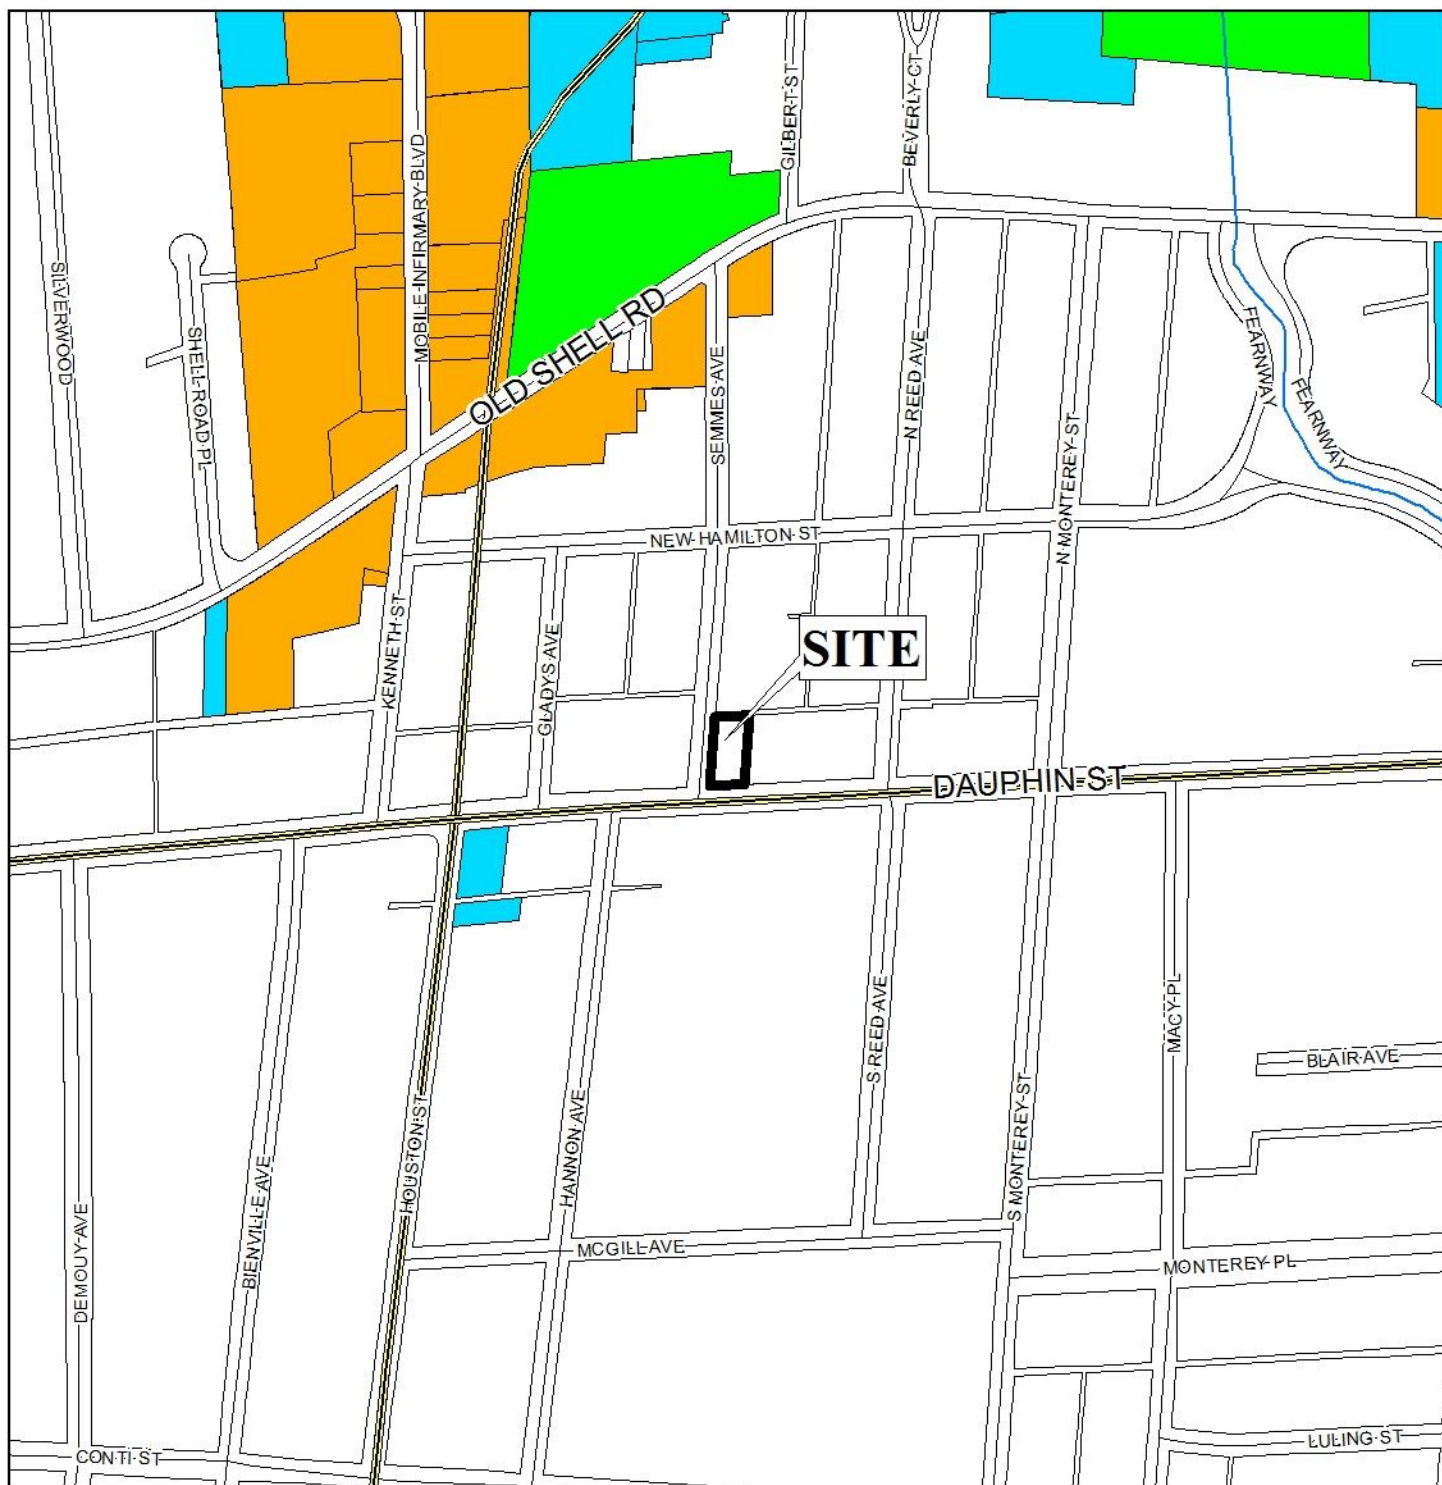 GILBERT ST
BEVERLY CT
MOBILE INFIRMARY BLVD
SILVERWOOD
SHELL ROAD PL
OLD SHELL RD
SEMMES AVE
N REED AVE
N MONTEREY ST
FEARNWAY
FEARNWAY
NEW HAMILTON ST
KENNETH ST
GLADYS AVE
SITE
DAUPHIN ST
S REED AVE
MACY PL
BLAIR AVE
HOUSTON ST
HANNON AVE
S MONTEREY ST
BIENVILLE AVE
DEMOUY AVE
MCGILL AVE
MONTEREY PL
CONTI ST
LULING ST